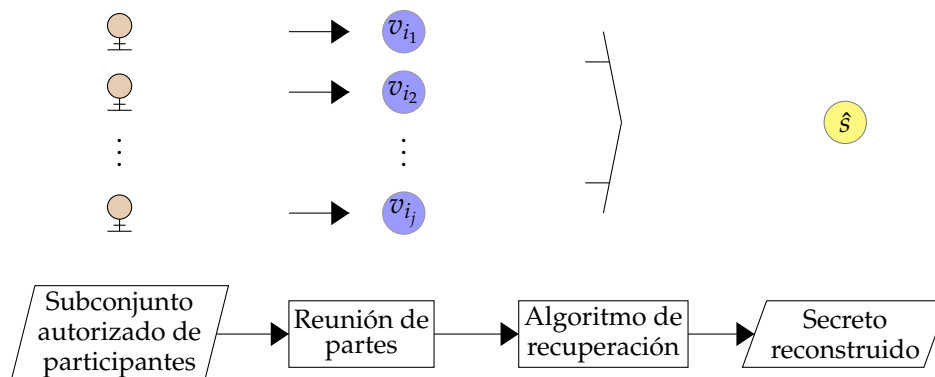 v_{i_1}
v_{i_2}
ŝ
⋮ ⋮
v_{i_j}
Subconjunto
autorizado de
participantes
Reunión de
partes
Algoritmo de
recuperación
Secreto
reconstruido